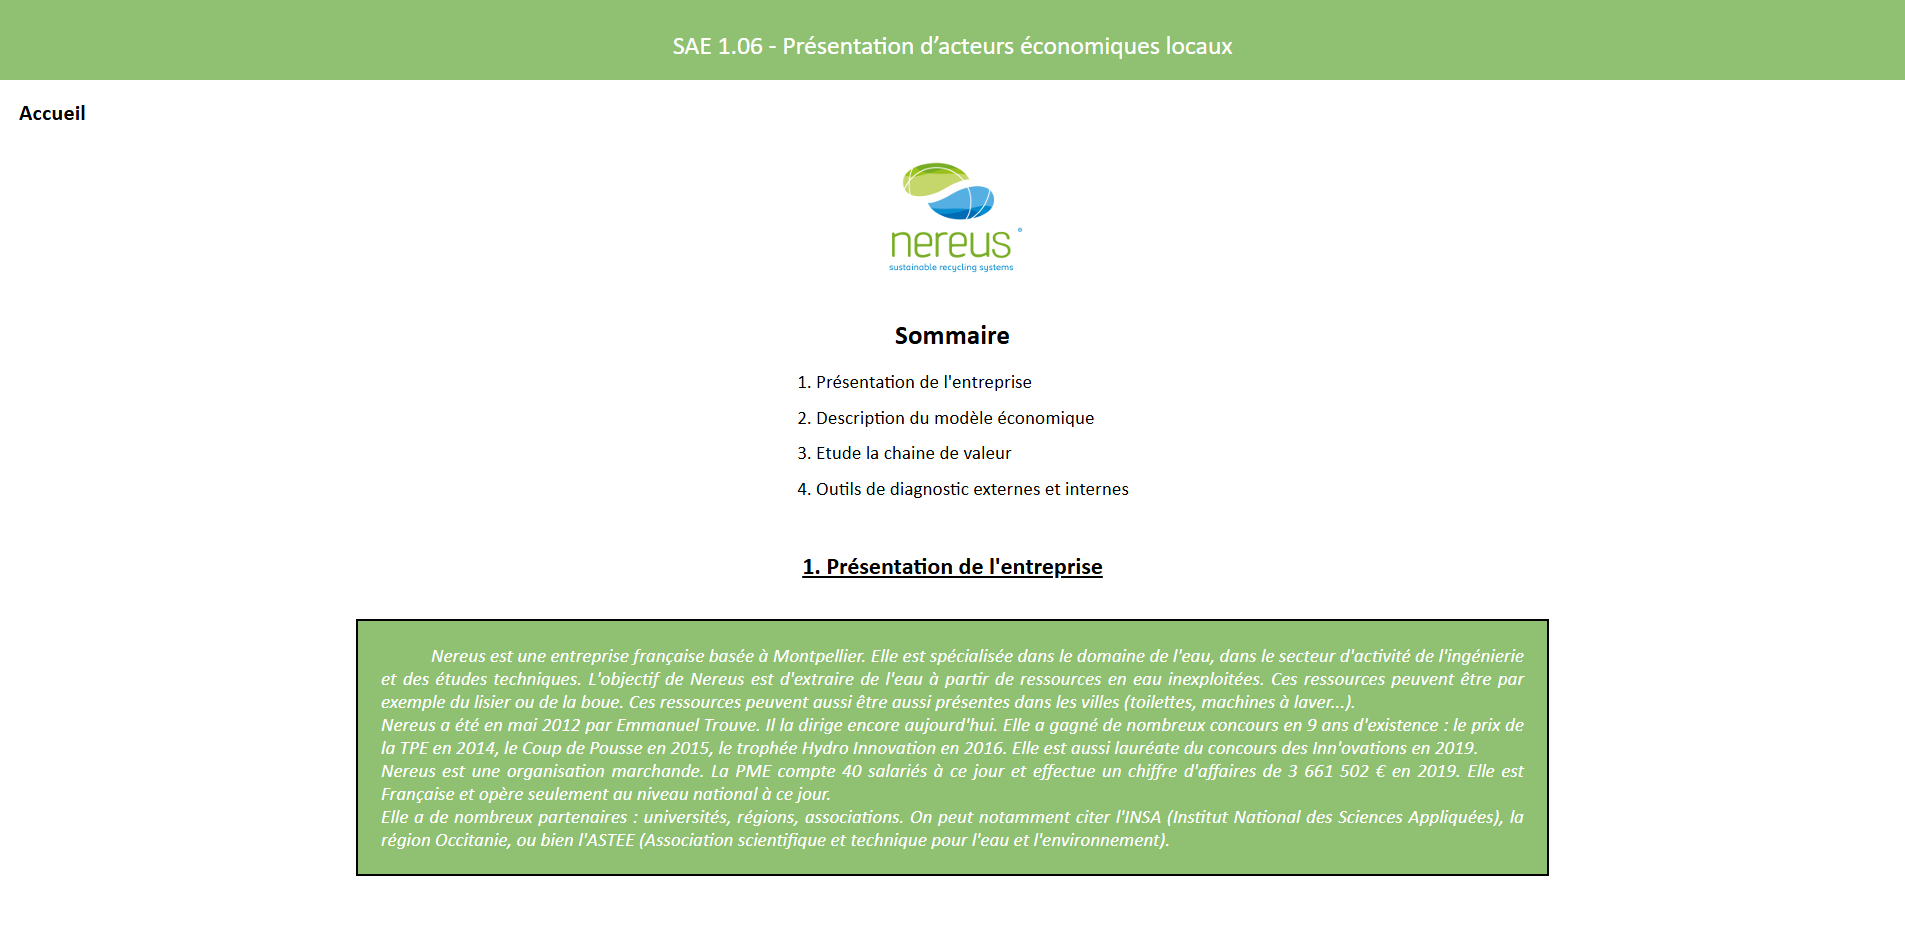 SAE 1.06 - Présentation d’acteurs économiques locaux
Accueil
nereus
sustainable recycling systems
Sommaire
1. Présentation de l'entreprise
2. Description du modèle économique
3. Etude la chaine de valeur
4. Outils de diagnostic externes et internes
1. Présentation de l'entreprise
Nereus est une entreprise française basée à Montpellier. Elle est spécialisée dans le domaine de l'eau, dans le secteur d'activité de l'ingénierie
et des études techniques. L'objectif de Nereus est d'extraire de l'eau à partir de ressources en eau inexploitées. Ces ressources peuvent être par
exemple du lisier ou de la boue. Ces ressources peuvent aussi être aussi présentes dans les villes (toilettes, machines à laver...).
Nereus a été en mai 2012 par Emmanuel Trouve. Il la dirige encore aujourd'hui. Elle a gagné de nombreux concours en 9 ans d'existence : le prix de
la TPE en 2014, le Coup de Pousse en 2015, le trophée Hydro Innovation en 2016. Elle est aussi lauréate du concours des Inn'ovations en 2019.
Nereus est une organisation marchande. La PME compte 40 salariés à ce jour et effectue un chiffre d'affaires de 3 661 502 € en 2019. Elle est
Française et opère seulement au niveau national à ce jour.
Elle a de nombreux partenaires : universités, régions, associations. On peut notamment citer l'INSA (Institut National des Sciences Appliquées), la
région Occitanie, ou bien l'ASTEE (Association scientifique et technique pour l'eau et l'environnement).